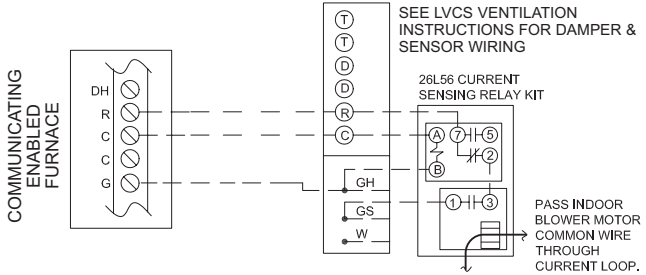 COMMUNICATING
ENABLED
FURNACE
DH
R
C
C
G
T
T
D
D
R
C
GH
GS
W
SEE LVCS VENTILATION
INSTRUCTIONS FOR DAMPER &
SENSOR WIRING
26L56 CURRENT
SENSING RELAY KIT
A 7 5
2
B
1 3
PASS INDOOR
BLOWER MOTOR
COMMON WIRE
THROUGH
CURRENT LOOP.